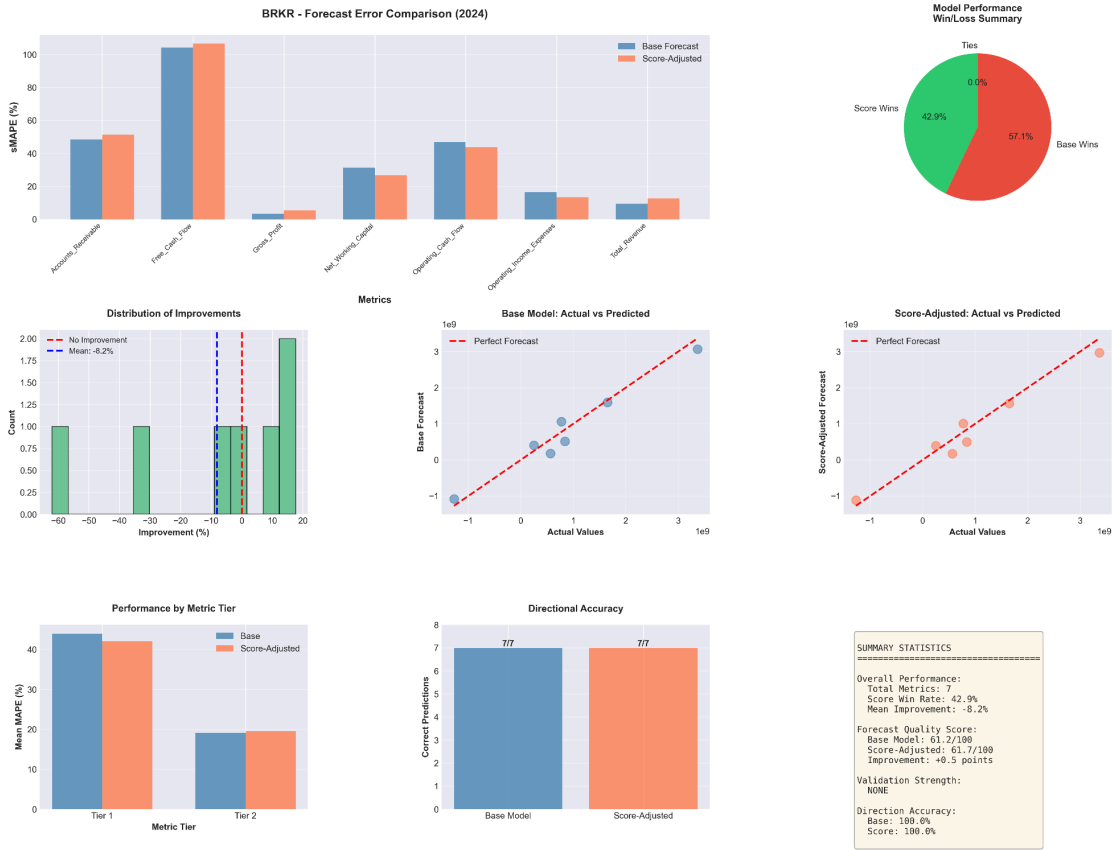 BRKR - Forecast Error Comparison (2024)
sMAPE (%)
100
80
60
40
20
0
Base Forecast
Score-Adjusted
Accounts_Receivable
Free_Cash_Flow
Gross_Profit
Net_Working_Capital
Operating_Cash_Flow
Operating_Income_Expenses
Total_Revenue
Metrics
Model Performance
Win/Loss Summary
Ties
0.0%
Score Wins
42.9%
57.1%
Base Wins
Distribution of Improvements
Count
2.00
1.75
1.50
1.25
1.00
0.75
0.50
0.25
0.00
No Improvement
Mean: -8.2%
−60 −50 −40 −30 −20 −10 0 10 20
Improvement (%)
Base Model: Actual vs Predicted
1e9
Perfect Forecast
Base Forecast
3
2
1
0
−1
−1 0 1 2 3
Actual Values
1e9
Score-Adjusted: Actual vs Predicted
1e9
Perfect Forecast
Score-Adjusted Forecast
3
2
1
0
−1
−1 0 1 2 3
Actual Values
1e9
Performance by Metric Tier
Mean MAPE (%)
40
30
20
10
0
Base
Score-Adjusted
Tier 1 Tier 2
Metric Tier
Directional Accuracy
Correct Predictions
8
7
6
5
4
3
2
1
0
7/7 7/7
Base Model Score-Adjusted
SUMMARY STATISTICS
===================================
Overall Performance:
Total Metrics: 7
Score Win Rate: 42.9%
Mean Improvement: -8.2%
Forecast Quality Score:
Base Model: 61.2/100
Score-Adjusted: 61.7/100
Improvement: +0.5 points
Validation Strength:
NONE
Direction Accuracy:
Base: 100.0%
Score: 100.0%